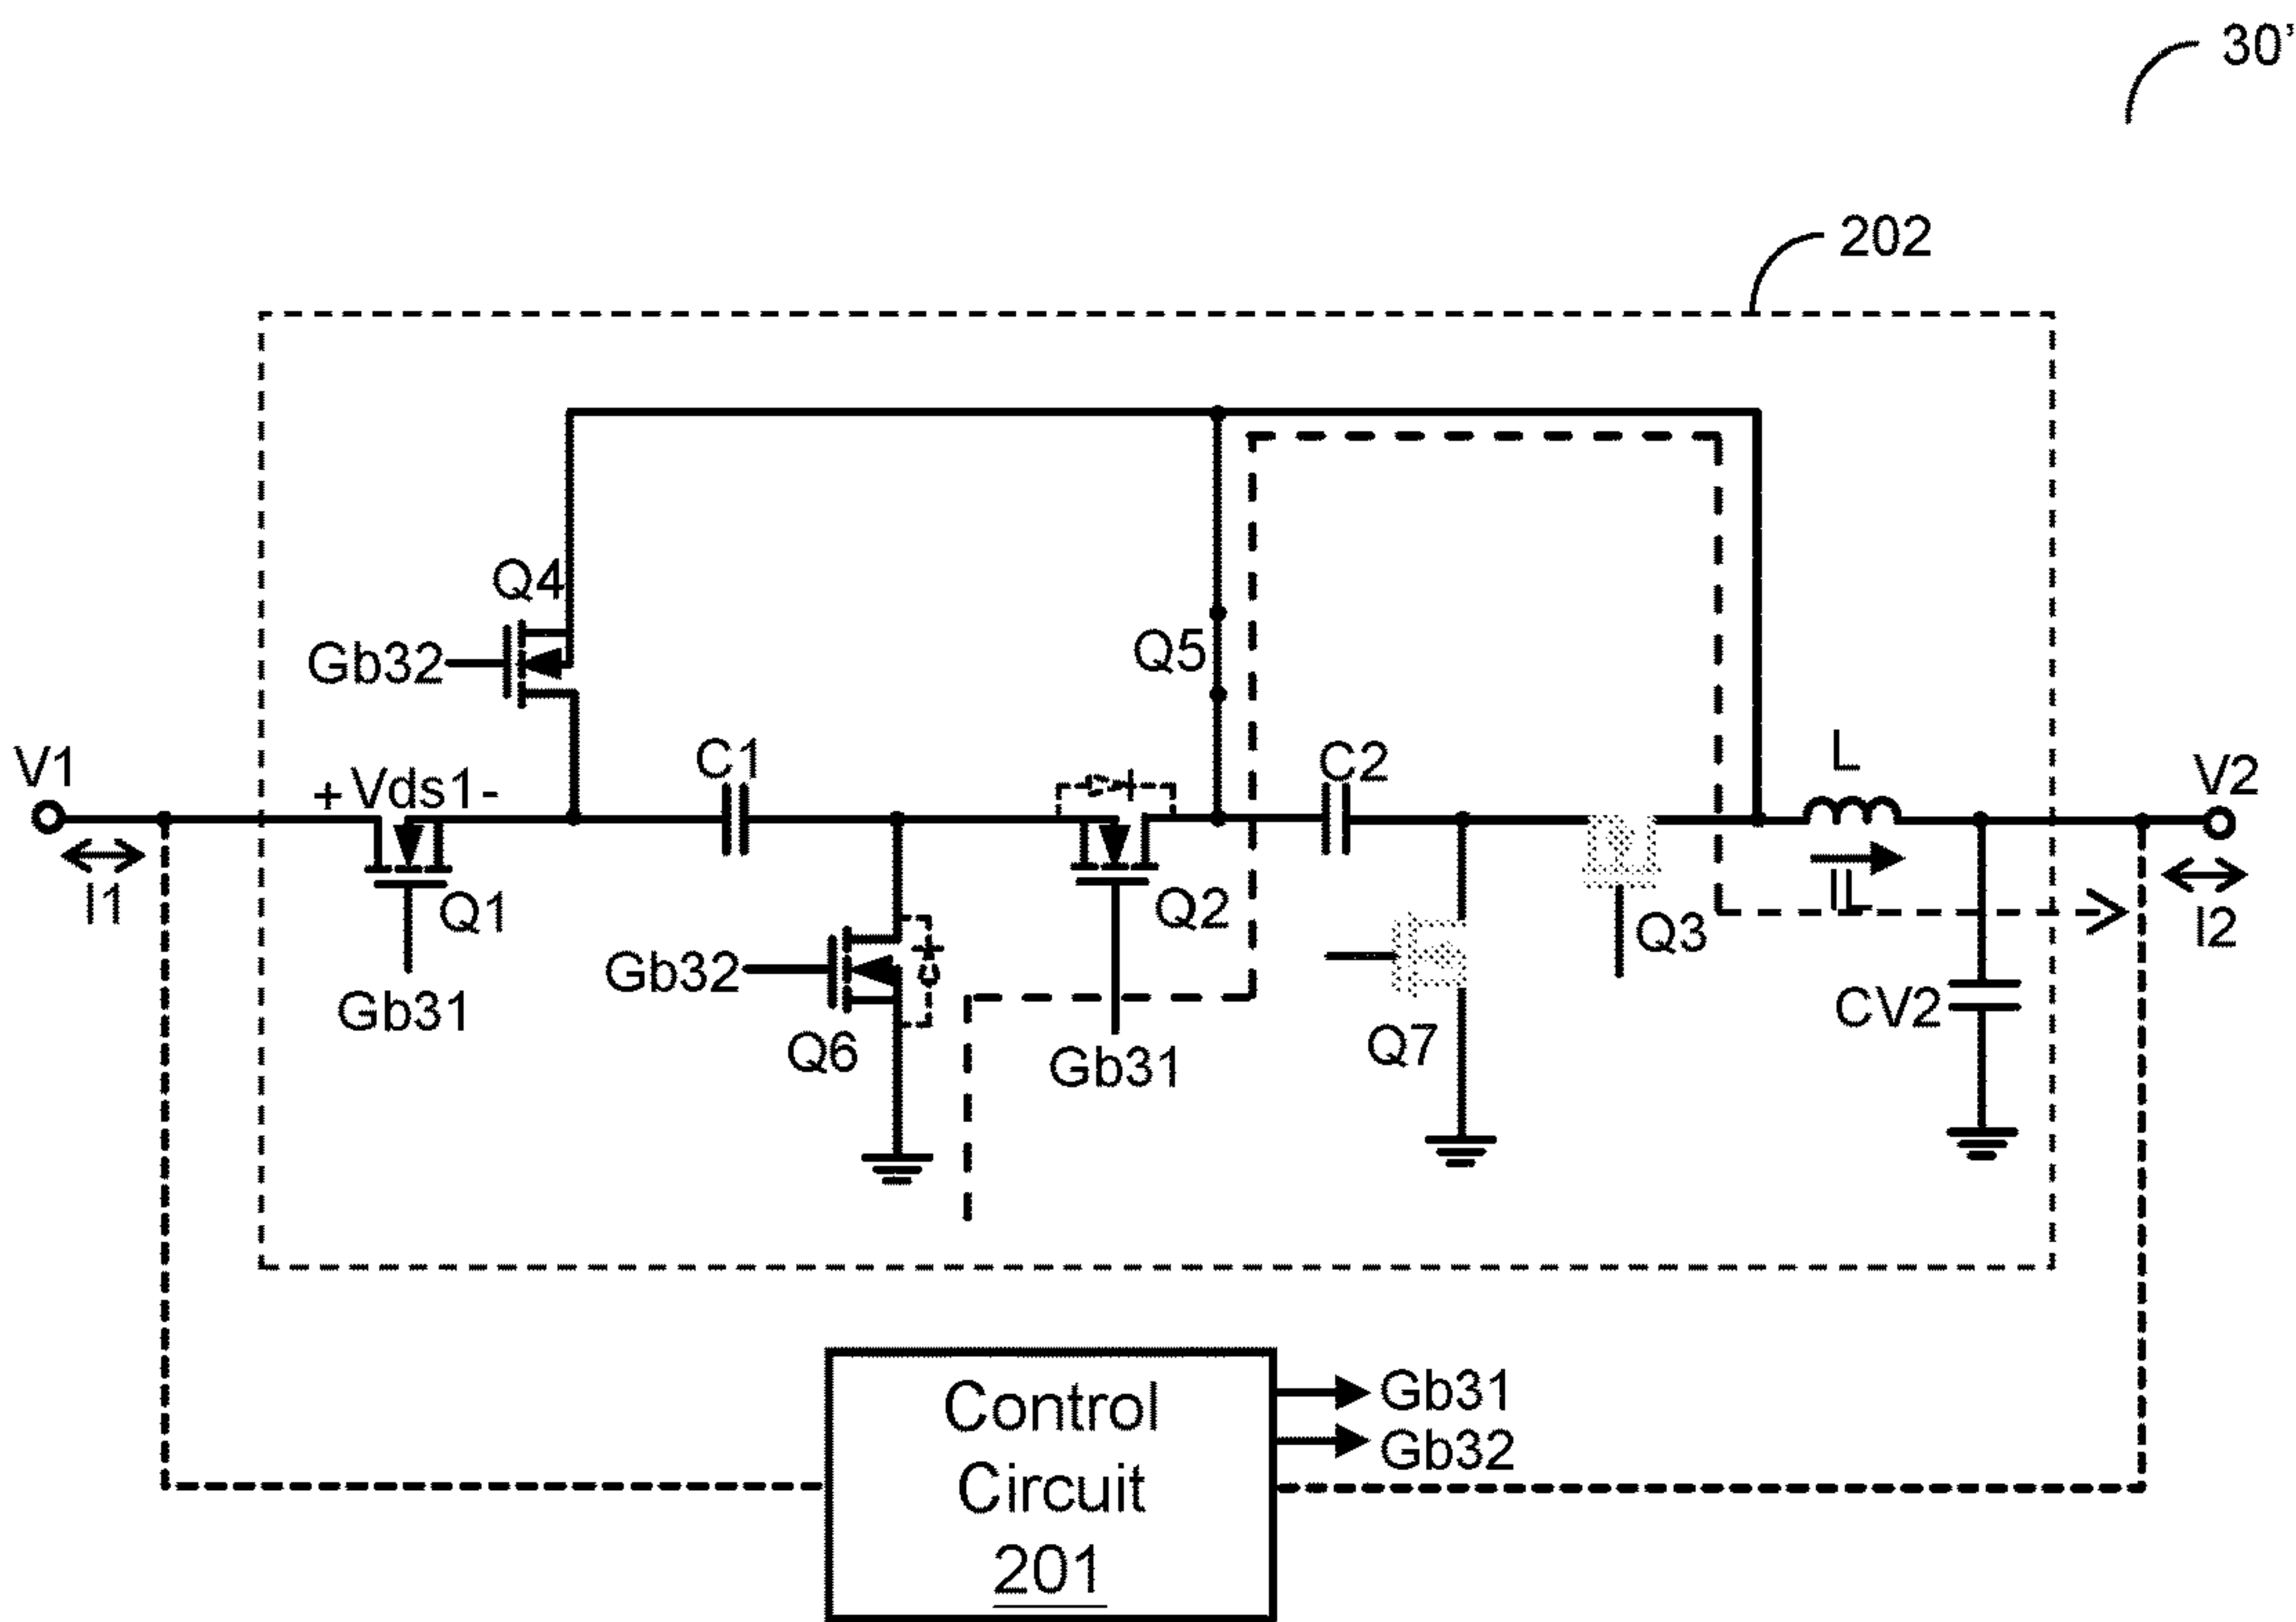 30’
202
Q4
Gb32
Q5
V1
+ Vds1 -
C1
C2
L
V2
I1
Q1
Q2
IL
Q3
I2
Gb32
Gb31
Q6
Gb31
Q7
CV2
Control
Circuit
201
Gb31
Gb32